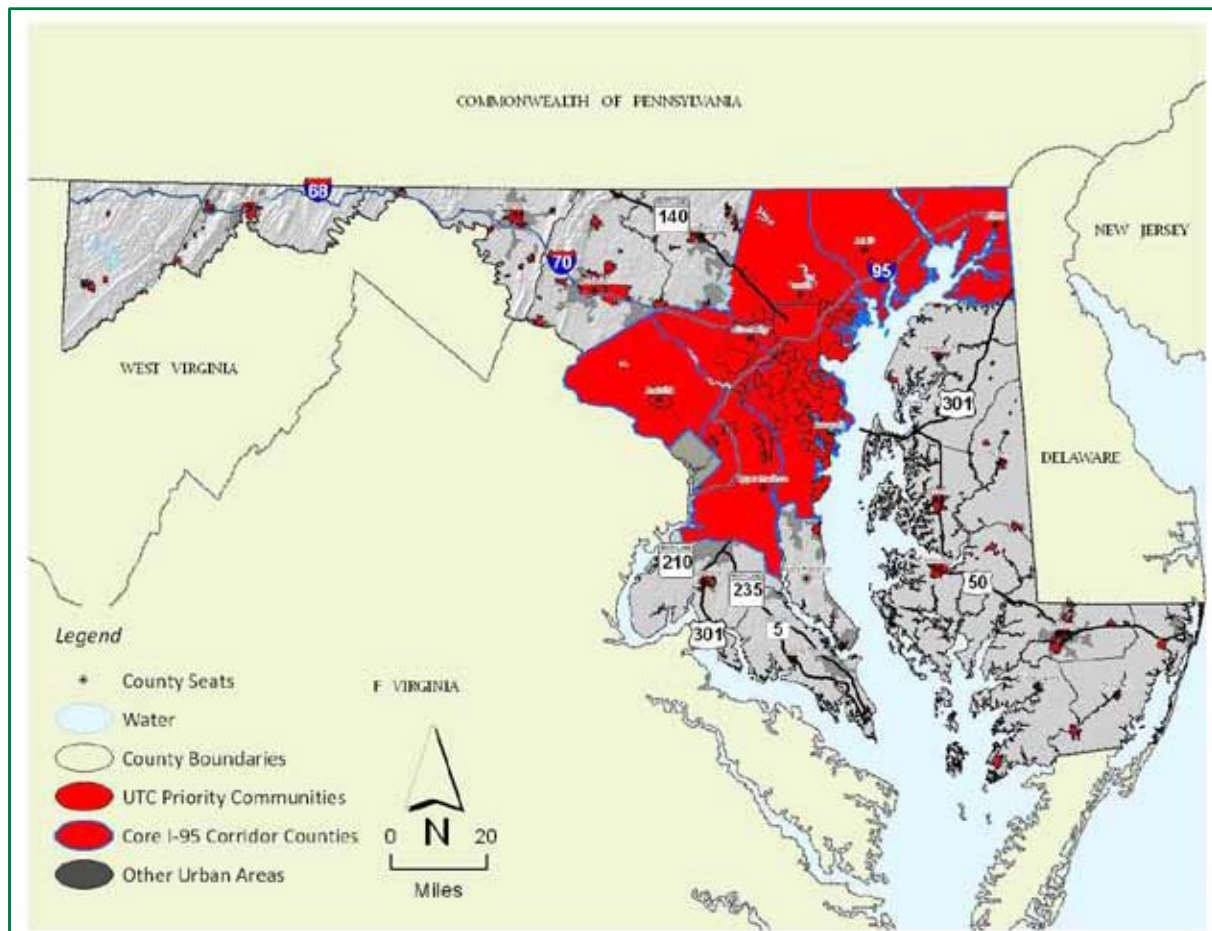 COMMONWEALTH OF PENNSYLVANIA
68
140
NEW JERSEY
70
95
WEST VIRGINIA
301
DELAWARE
210
235
50
301
5
Legend
County Seats
F VIRGINIA
Water
County Boundaries
UTC Priority Communities
Core I-95 Corridor Counties
0 N 20
Other Urban Areas
Miles